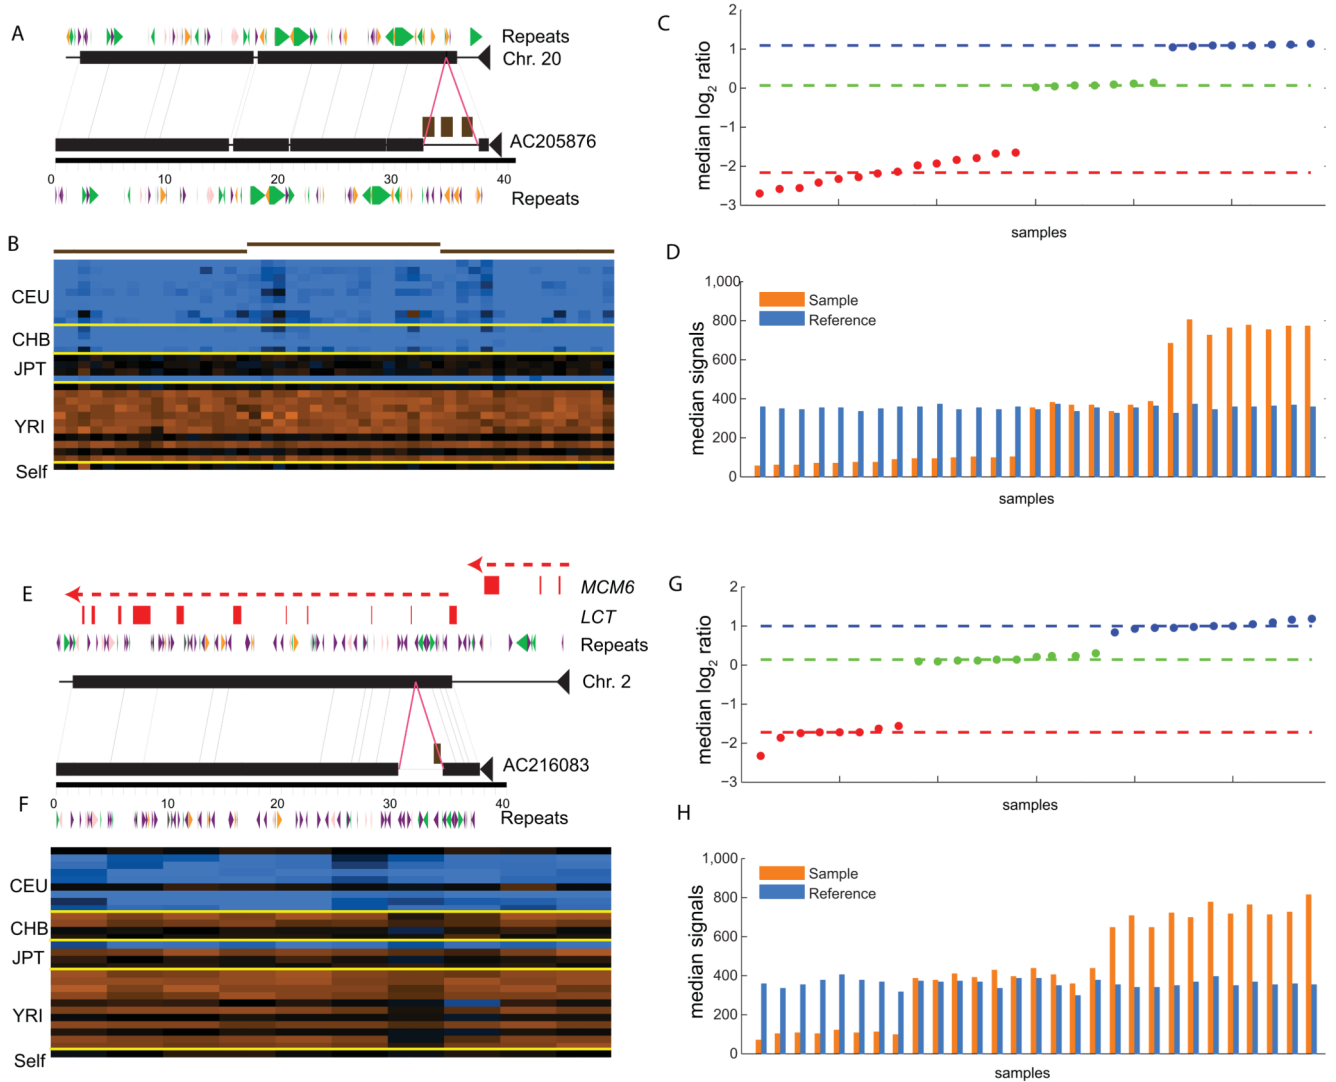 A
Repeats
Chr. 20
AC205876
0 10 20 30 40
Repeats
B
CEU
CHB
JPT
YRI
Self
C
median log2 ratio
2
1
0
−1
−2
−3
samples
D
median signals
1,000
800
600
400
200
0
Sample
Reference
samples
E
MCM6
LCT
Repeats
Chr. 2
AC216083
0 10 20 30 40
Repeats
F
CEU
CHB
JPT
YRI
Self
G
median log2 ratio
2
1
0
−1
−2
−3
samples
H
median signals
1,000
800
600
400
200
0
Sample
Reference
samples